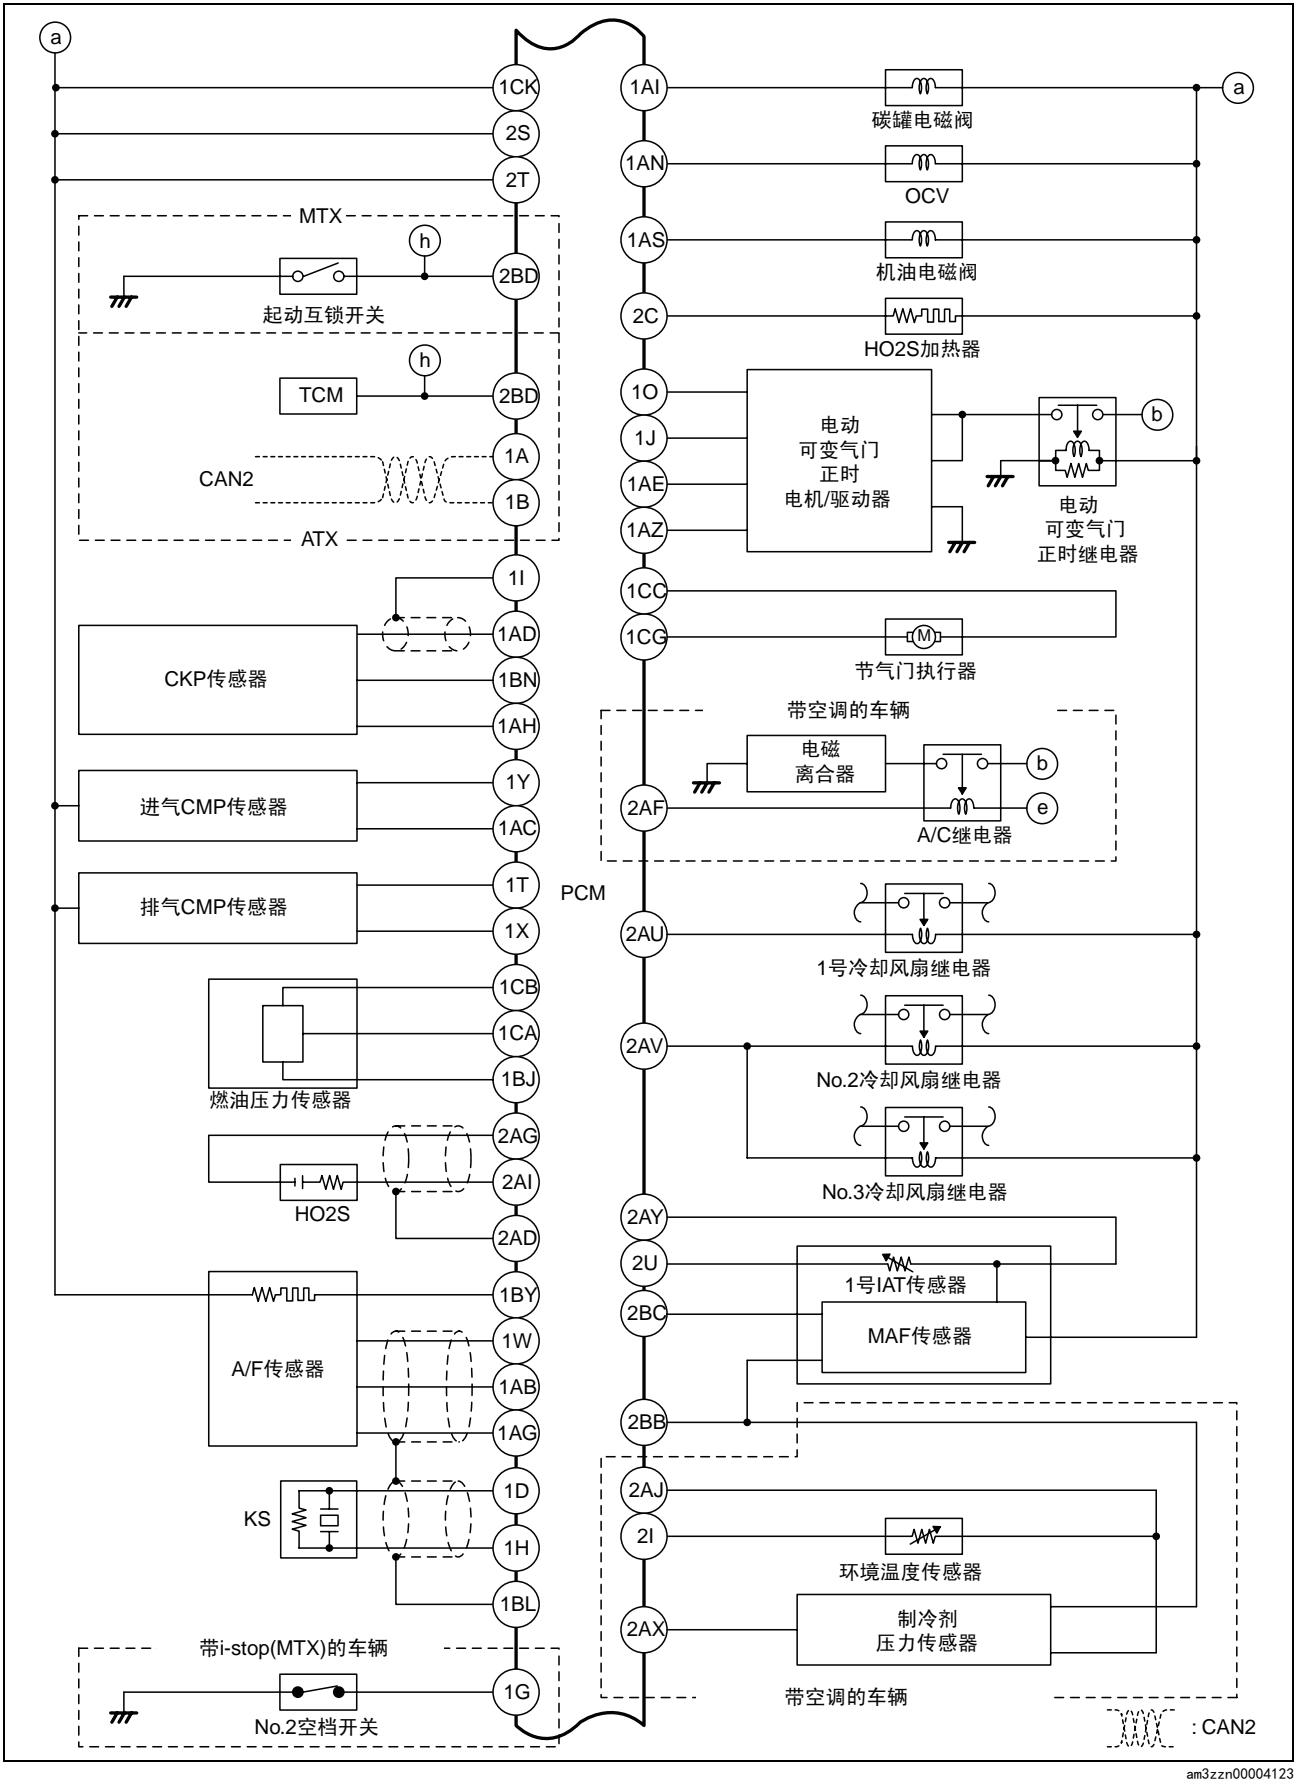 a
1CK
2S
2T
MTX
h
2BD
起动互锁开关
h
TCM
2BD
CAN2
1A
1B
ATX
1I
1AD
CKP传感器
1BN
1AH
1Y
进气CMP传感器
1AC
1T
排气CMP传感器
1X
1CB
1CA
1BJ
燃油压力传感器
2AG
2AI
HO2S
2AD
1BY
1W
A/F传感器
1AB
1AG
1D
KS
1H
1BL
带i-stop(MTX)的车辆
1G
No.2空档开关
PCM
1AI
a
碳罐电磁阀
1AN
OCV
1AS
机油电磁阀
2C
HO2S加热器
1O
1J
1AE
1AZ
电动
可变气门
正时
电机/驱动器
b
电动
可变气门
正时继电器
1CC
1CG
M
节气门执行器
带空调的车辆
电磁
离合器
b
2AF
e
A/C继电器
2AU
1号冷却风扇继电器
2AV
No.2冷却风扇继电器
No.3冷却风扇继电器
2AY
2U
1号IAT传感器
2BC
MAF传感器
2BB
2AJ
2I
环境温度传感器
2AX
制冷剂
压力传感器
带空调的车辆
: CAN2
am3zzn00004123